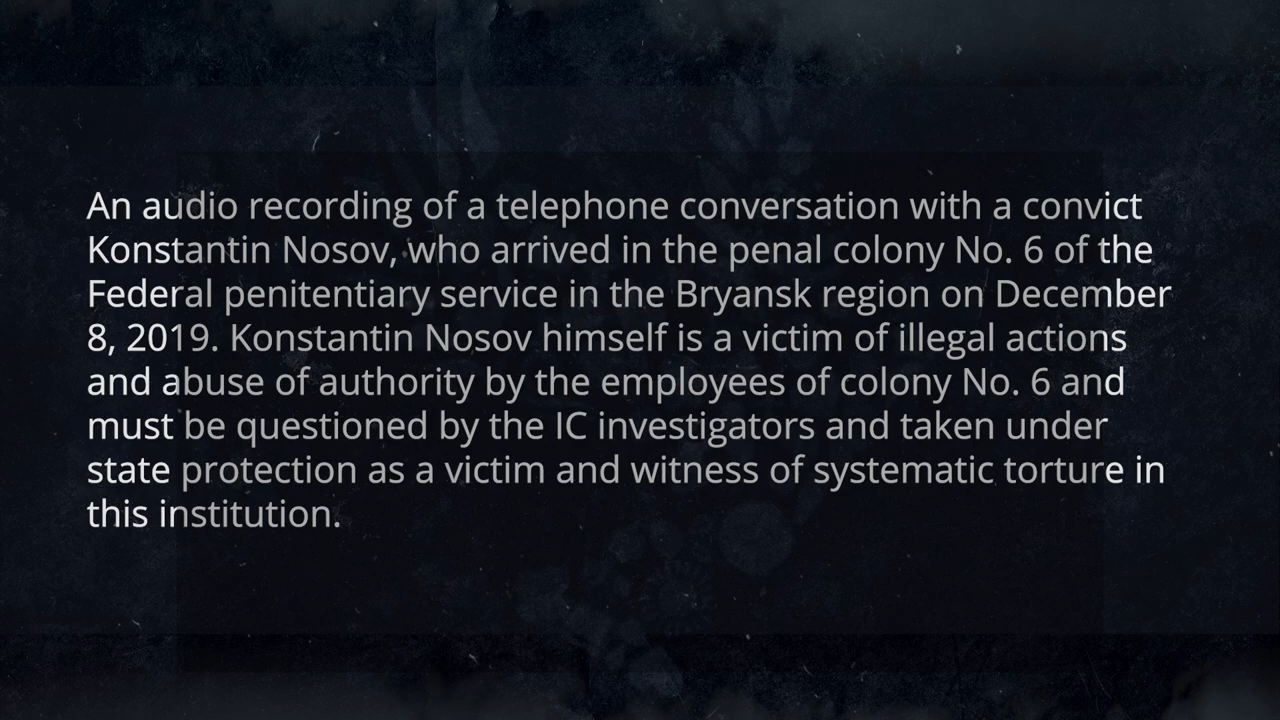 An audio recording of a telephone conversation with a convict
Konstantin Nosov, who arrived in the penal colony No. 6 of the
Federal penitentiary service in the Bryansk region on December
8, 2019. Konstantin Nosov himself is a victim of illegal actions
and abuse of authority by the employees of colony No. 6 and
must be questioned by the IC investigators and taken under
state protection as a victim and witness of systematic torture in
this institution.